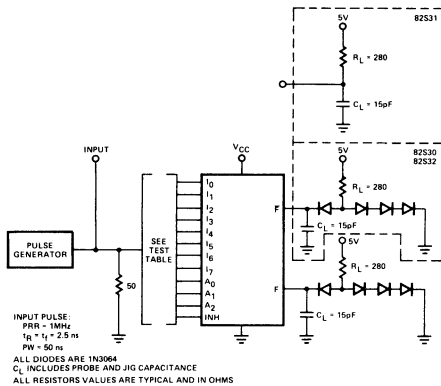 5V
82S31
R_L = 280
C_L = 15pF
INPUT
V_CC
5V
82S30
82S32
R_L = 280
I_0
I_1
I_2
I_3
I_4
I_5
I_6
I_7
A_0
A_1
A_2
INH
F
C_L = 15pF
5V
R_L = 280
F
C_L = 15pF
PULSE
GENERATOR
SEE
TEST
TABLE
50
INPUT PULSE:
PRR = 1MHz
t_R = t_f = 2.5 ns
PW = 50 ns
ALL DIODES ARE 1N3064
C_L INCLUDES PROBE AND JIG CAPACITANCE
ALL RESISTORS VALUES ARE TYPICAL AND IN OHMS